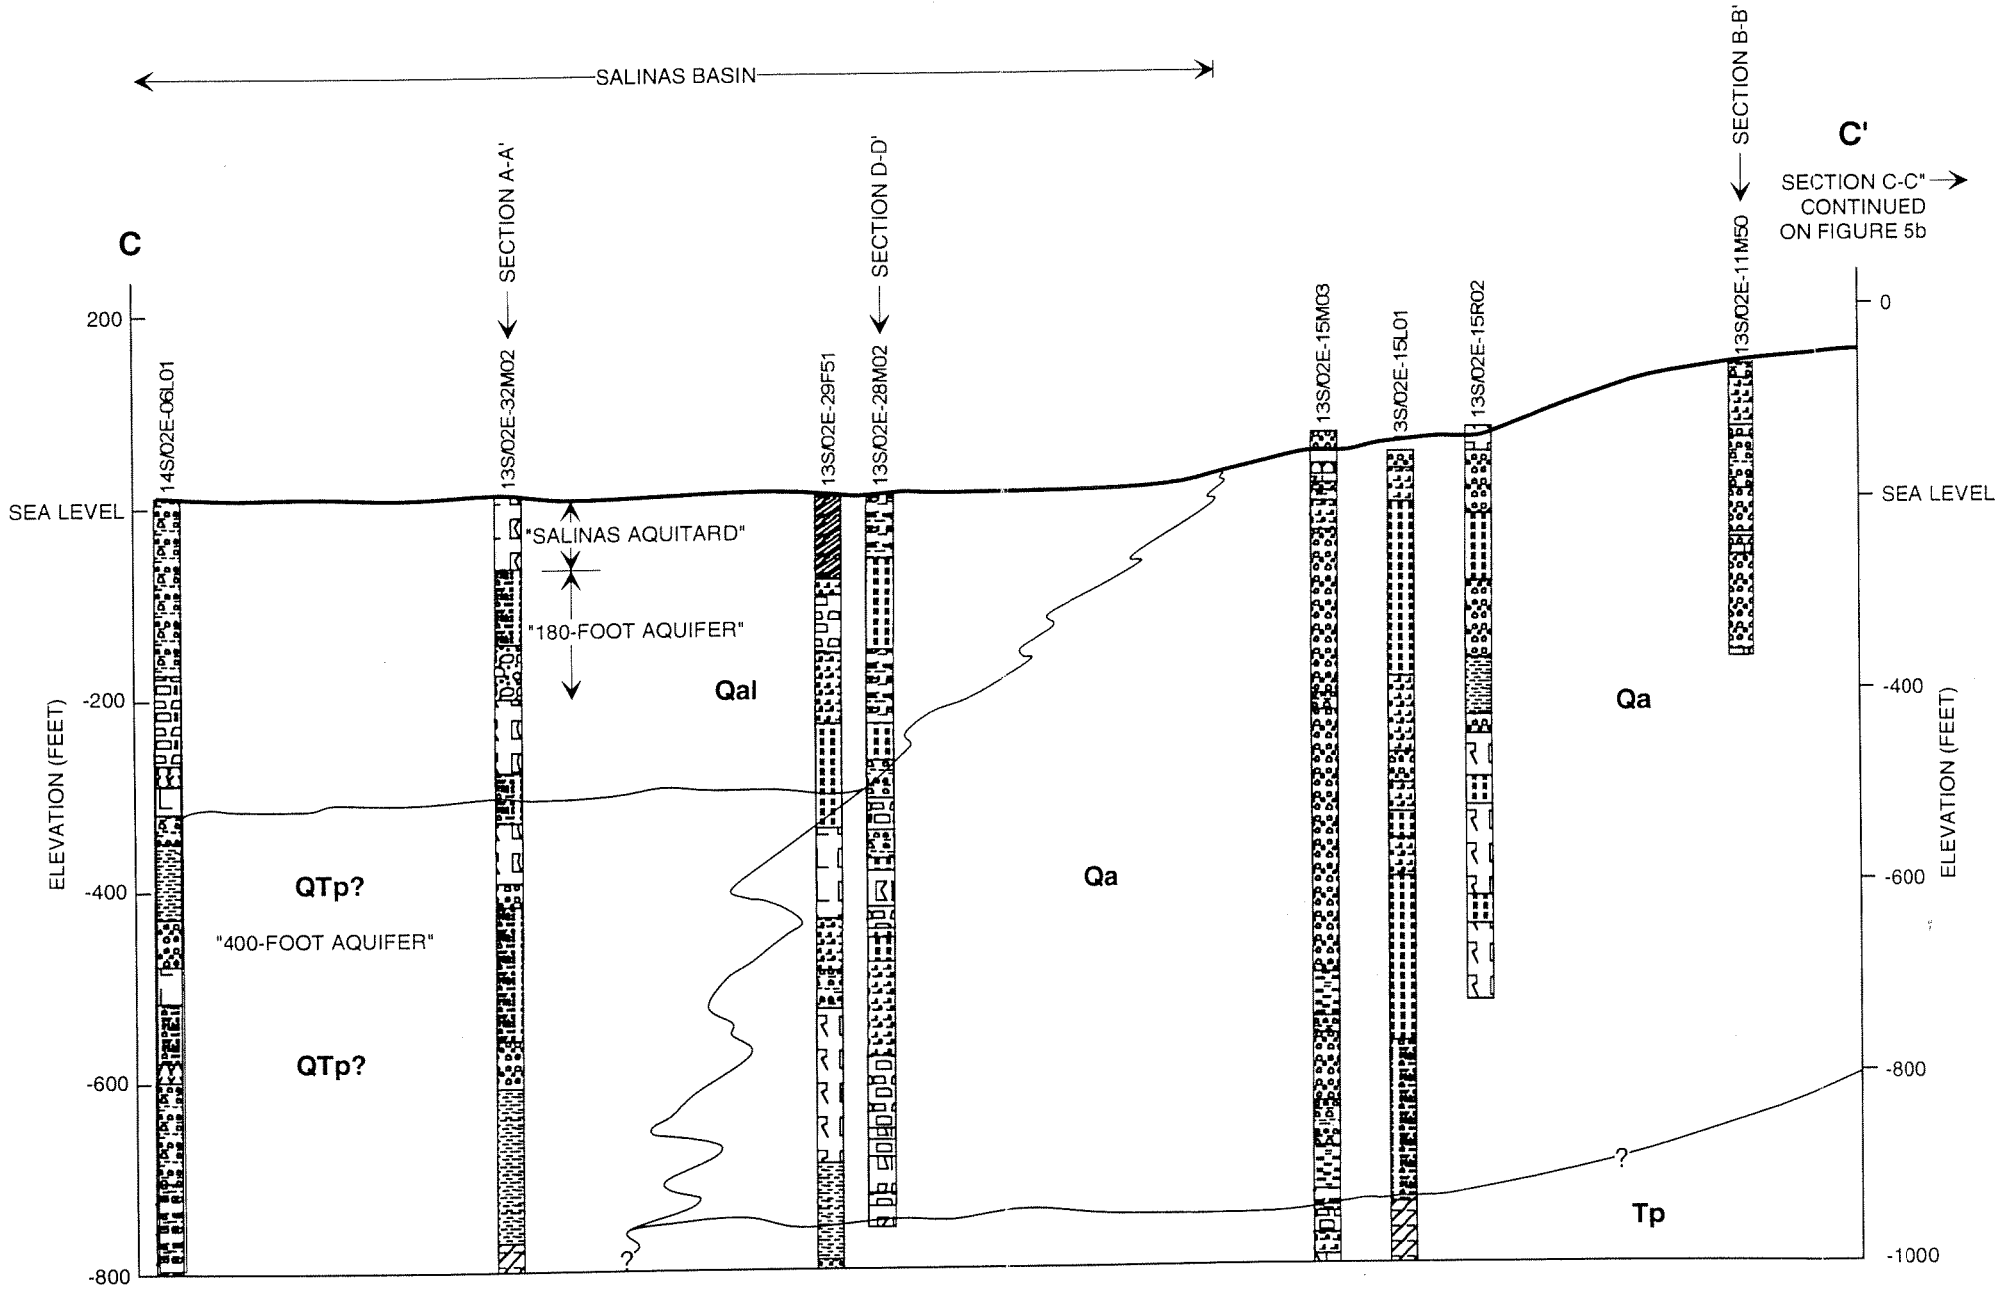 SALINAS BASIN
SECTION B-B'
C'
SECTION C-C"
CONTINUED
ON FIGURE 5b
SECTION A-A'
SECTION D-D'
C
14S/02E-06L01
13S/02E-32M02
13S/02E-29F51
13S/02E-28M02
13S/02E-15M03
3S/02E-15L01
13S/02E-15R02
13S/02E-11M50
200
SEA LEVEL
-200
-400
-600
-800
ELEVATION (FEET)
"SALINAS AQUITARD"
"180-FOOT AQUIFER"
Qal
QTp?
"400-FOOT AQUIFER"
QTp?
Qa
Qa
?
?
Tp
0
SEA LEVEL
-400
-600
-800
-1000
ELEVATION (FEET)